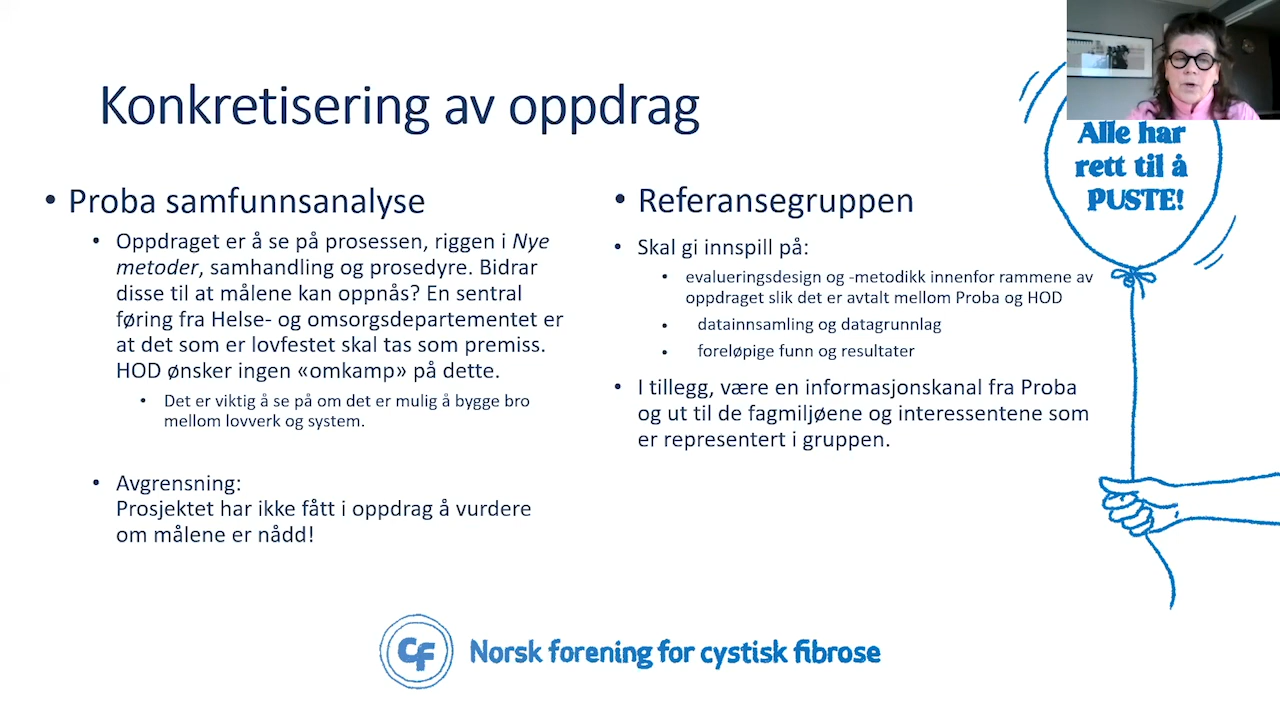 Konkretisering av oppdrag
• Proba samfunnsanalyse
• Oppdraget er å se på prosessen, riggen i Nye
metoder, samhandling og prosedyre. Bidrar
disse til at målene kan oppnås? En sentral
føring fra Helse- og omsorgsdepartementet er
at det som er lovfestet skal tas som premiss.
HOD ønsker ingen «omkamp» på dette.
• Det er viktig å se på om det er mulig å bygge bro
mellom lovverk og system.
• Avgrensning:
Prosjektet har ikke fått i oppdrag å vurdere
om målene er nådd!
• Referansegruppen
• Skal gi innspill på:
• evalueringsdesign og -metodikk innenfor rammene av
oppdraget slik det er avtalt mellom Proba og HOD
• datainnsamling og datagrunnlag
• foreløpige funn og resultater
• I tillegg, være en informasjonskanal fra Proba
og ut til de fagmiljøene og interessentene som
er representert i gruppen.
Alle har
rett til å
PUSTE!
CF
Norsk forening for cystisk fibrose